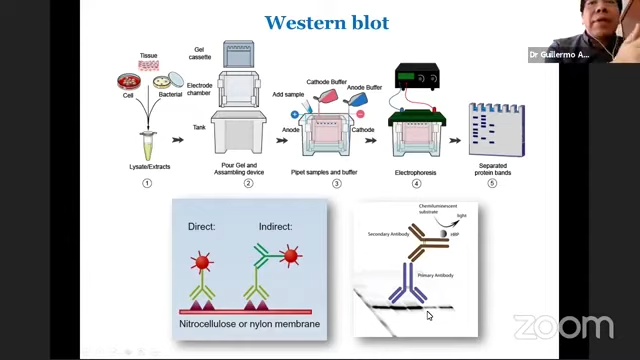 Western blot
Dr Guillermo A...
Tissue
Cell
Bacterial
Lysate/Extracts
1
Gel
cassette
Electrode
chamber
Tank
Pour Gel and
Assambling device
2
Cathode Buffer
Anode Buffer
Add sample
Anode
Cathode
Pipet samples and buffer
3
Electrophoresis
4
Separated
protein bands
5
Direct:
Indirect:
Nitrocellulose or nylon membrane
Chemiluminescent
substrate
light
Secondary Antibody
HRP
Primary Antibody
zoom